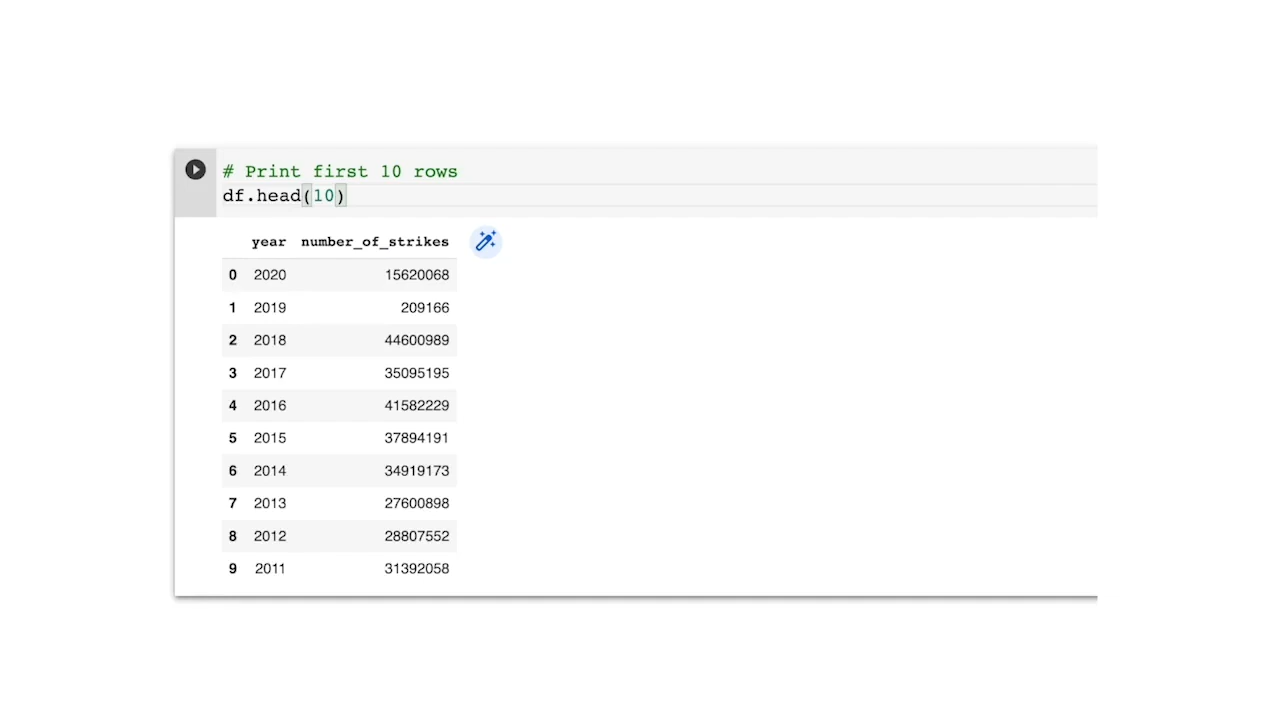 # Print first 10 rows
df.head(10)
year number_of_strikes
0 2020 15620068
1 2019 209166
2 2018 44600989
3 2017 35095195
4 2016 41582229
5 2015 37894191
6 2014 34919173
7 2013 27600898
8 2012 28807552
9 2011 31392058